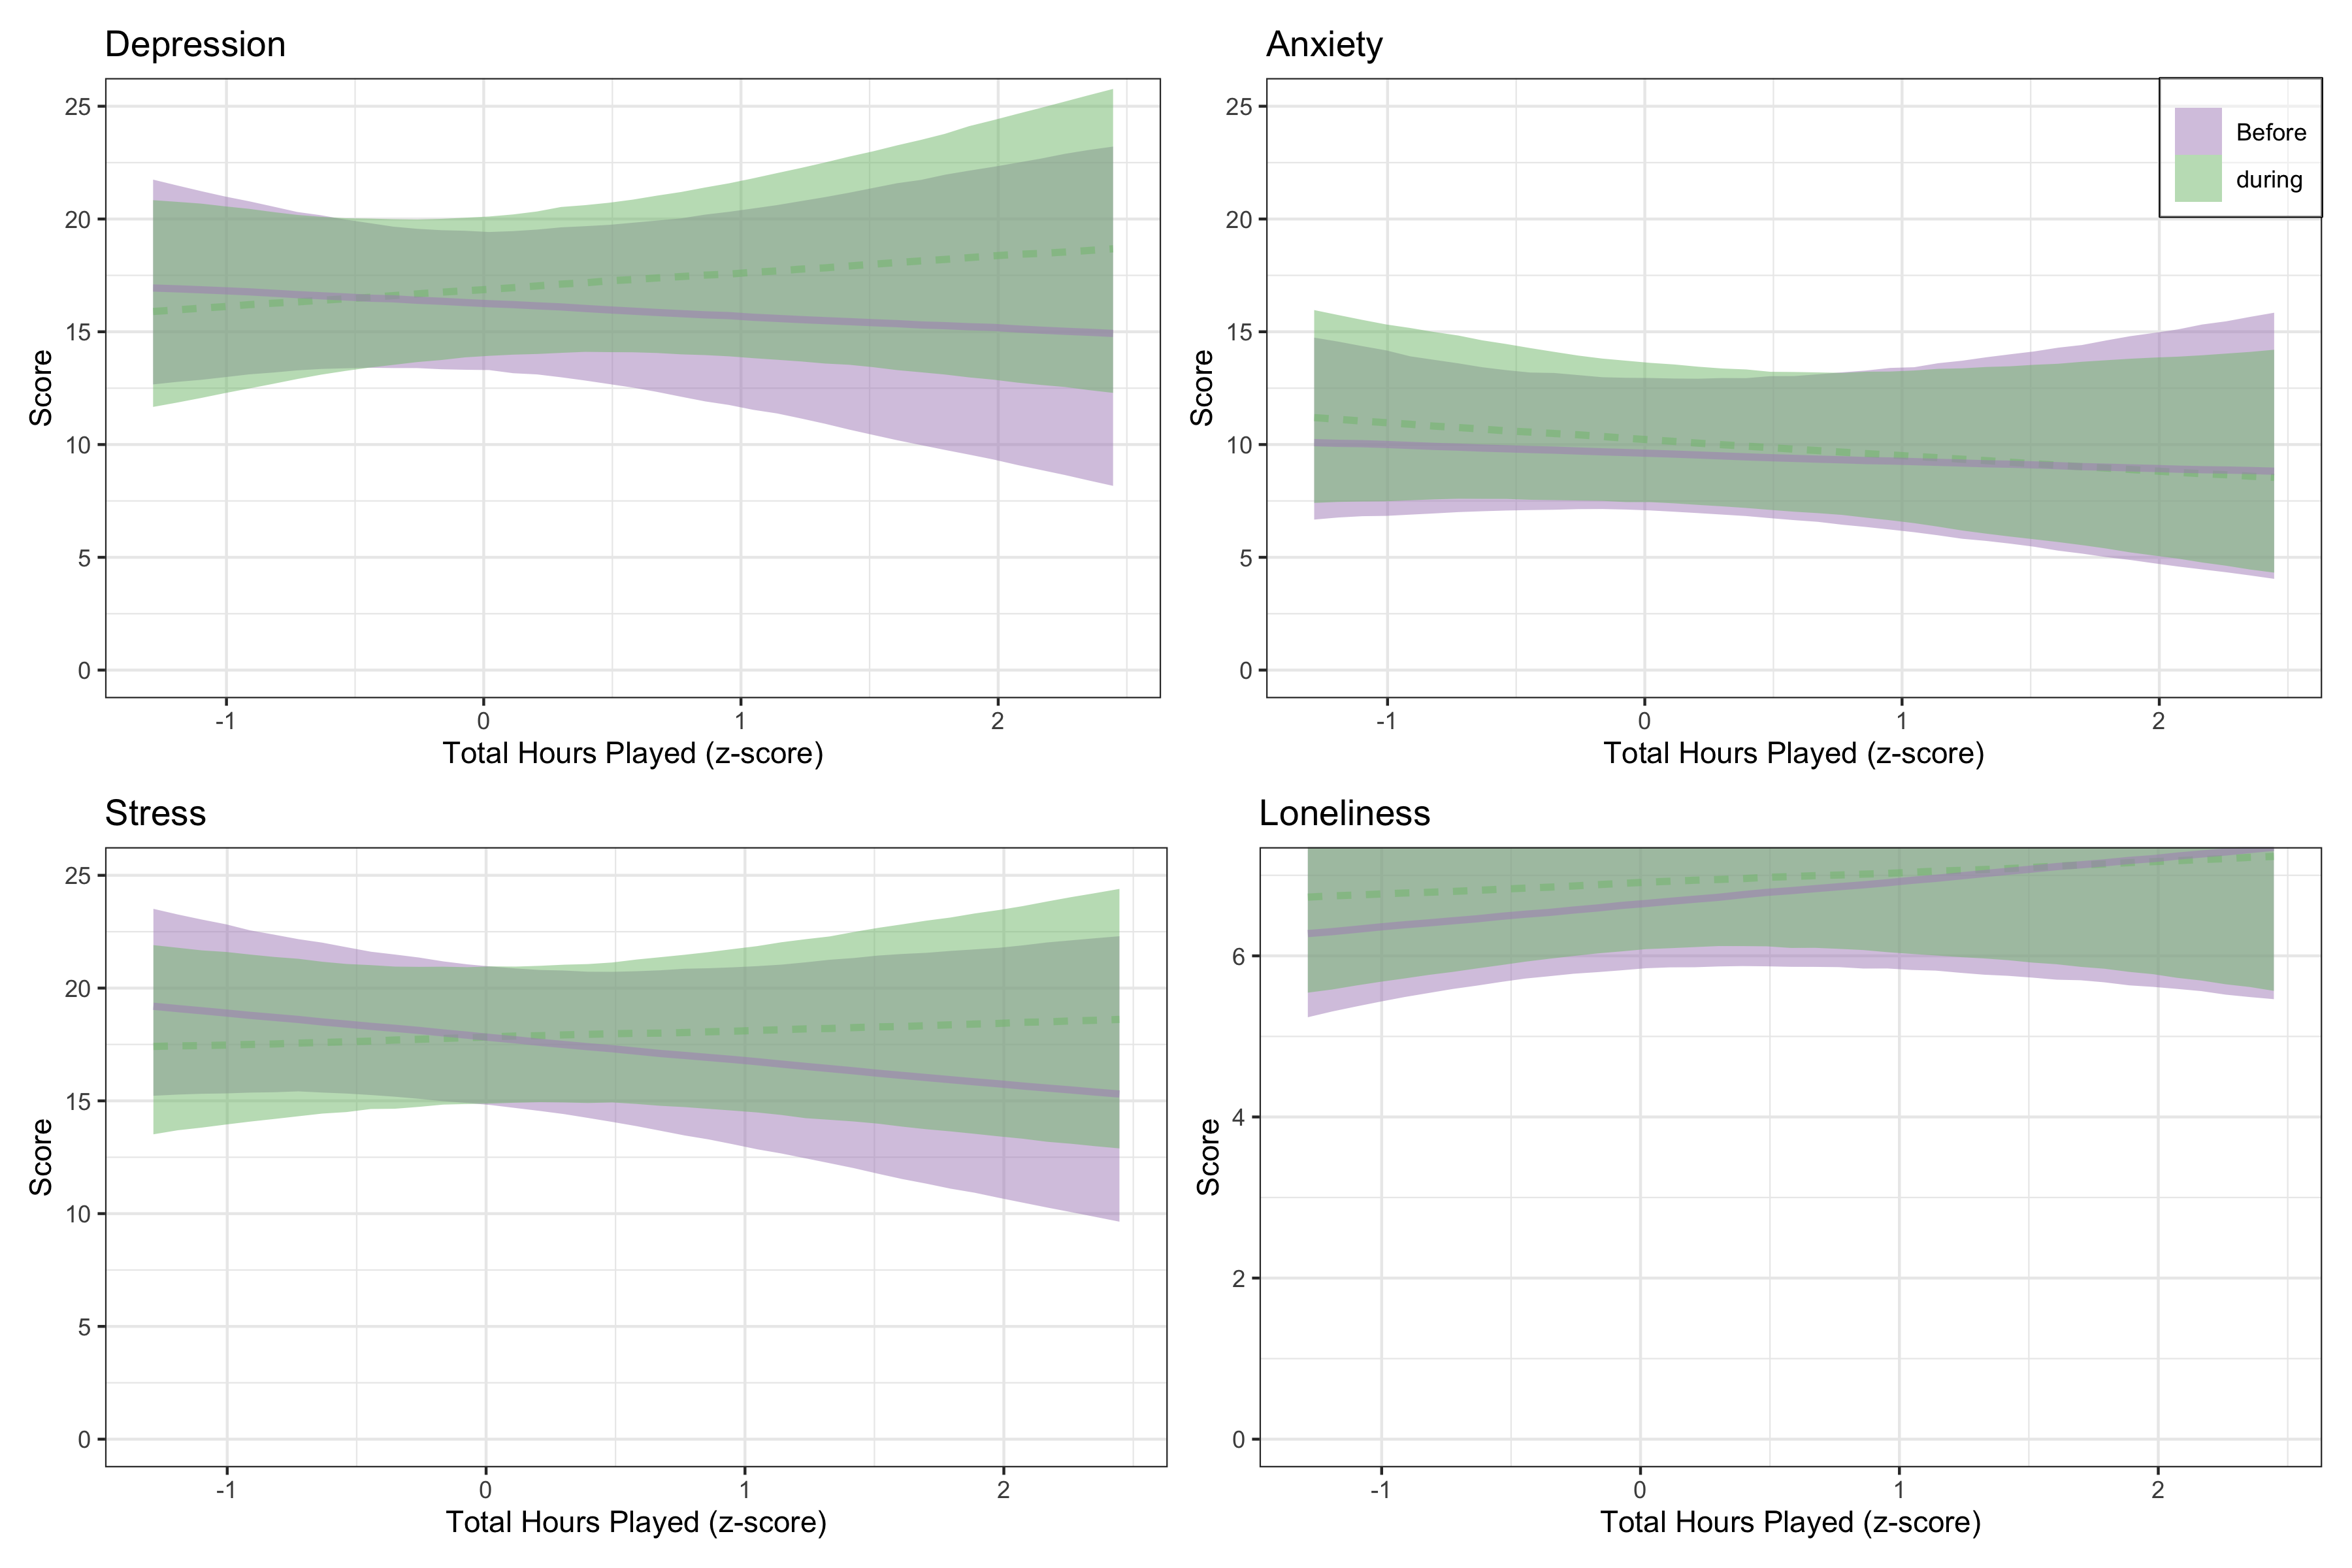 Depression
25
20
15
10
5
0
Score
-1 0 1 2
Total Hours Played (z-score)
Anxiety
25
20
15
10
5
0
Score
Before
during
-1 0 1 2
Total Hours Played (z-score)
Stress
25
20
15
10
5
0
Score
-1 0 1 2
Total Hours Played (z-score)
Loneliness
6
4
2
0
Score
-1 0 1 2
Total Hours Played (z-score)